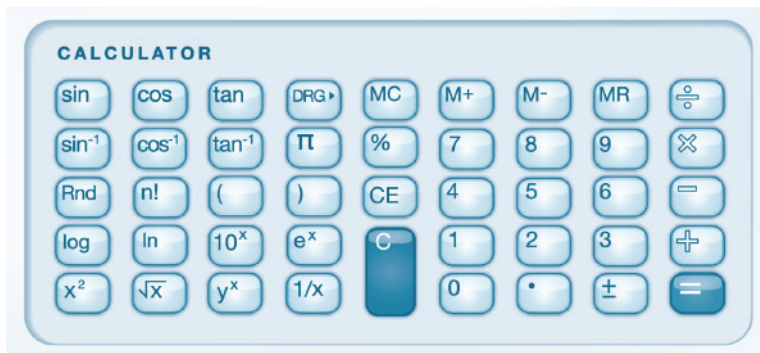 CALCULATOR
sin cos tan DRG▸ MC M+ M- MR ÷
sin⁻¹ cos⁻¹ tan⁻¹ π % 7 8 9 ×
Rnd n! ( ) CE 4 5 6 −
log ln 10ˣ eˣ C 1 2 3 +
x² √x yˣ 1/x 0 • ± =